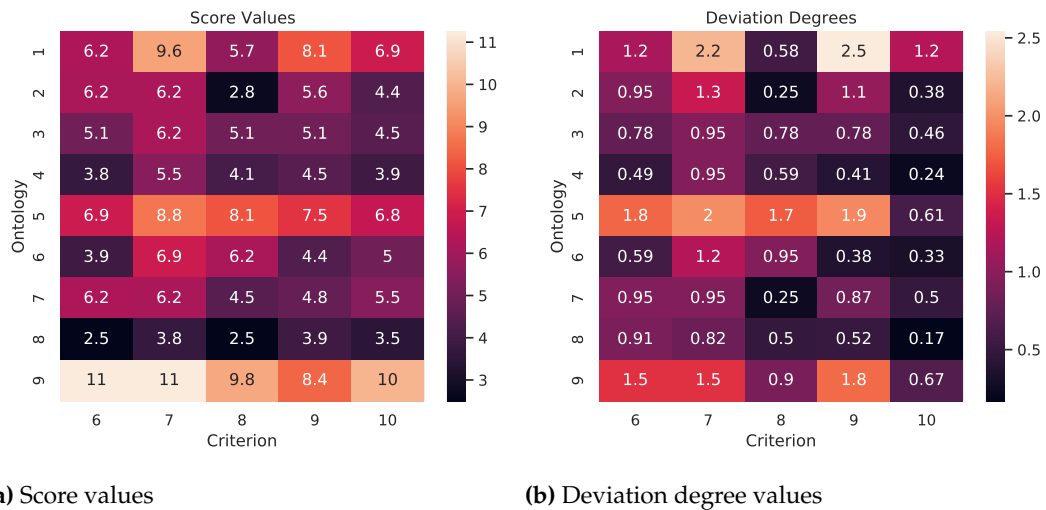 Score Values
1 6.2 9.6 5.7 8.1 6.9
2 6.2 6.2 2.8 5.6 4.4
3 5.1 6.2 5.1 5.1 4.5
4 3.8 5.5 4.1 4.5 3.9
5 6.9 8.8 8.1 7.5 6.8
6 3.9 6.9 6.2 4.4 5
7 6.2 6.2 4.5 4.8 5.5
8 2.5 3.8 2.5 3.9 3.5
9 11 11 9.8 8.4 10
6 7 8 9 10
Criterion
Ontology
11
10
9
8
7
6
5
4
3
Deviation Degrees
1 1.2 2.2 0.58 2.5 1.2
2 0.95 1.3 0.25 1.1 0.38
3 0.78 0.95 0.78 0.78 0.46
4 0.49 0.95 0.59 0.41 0.24
5 1.8 2 1.7 1.9 0.61
6 0.59 1.2 0.95 0.38 0.33
7 0.95 0.95 0.25 0.87 0.5
8 0.91 0.82 0.5 0.52 0.17
9 1.5 1.5 0.9 1.8 0.67
6 7 8 9 10
Criterion
Ontology
2.5
2.0
1.5
1.0
0.5
) Score values
(b) Deviation degree values